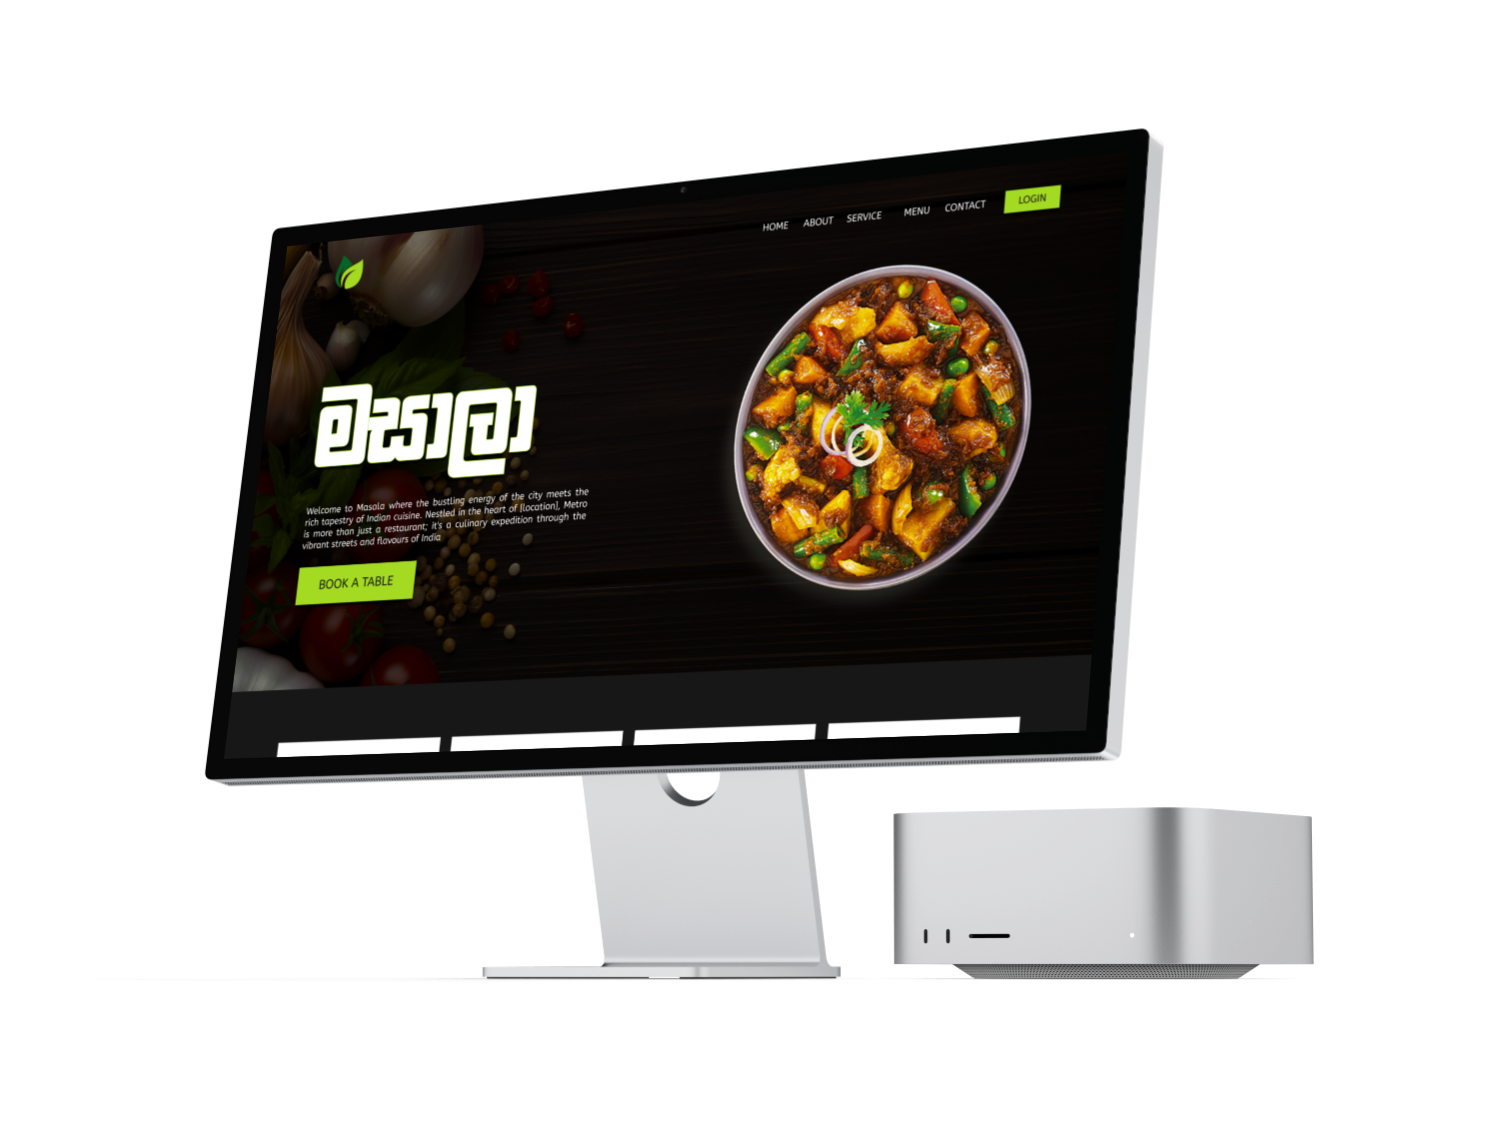 HOME ABOUT SERVICE MENU CONTACT LOGIN
මසාලා
Welcome to Masala where the bustling energy of the city meets the
rich tapestry of Indian cuisine. Nestled in the heart of [location], Metro
is more than just a restaurant; it's a culinary expedition through the
vibrant streets and flavours of India
BOOK A TABLE